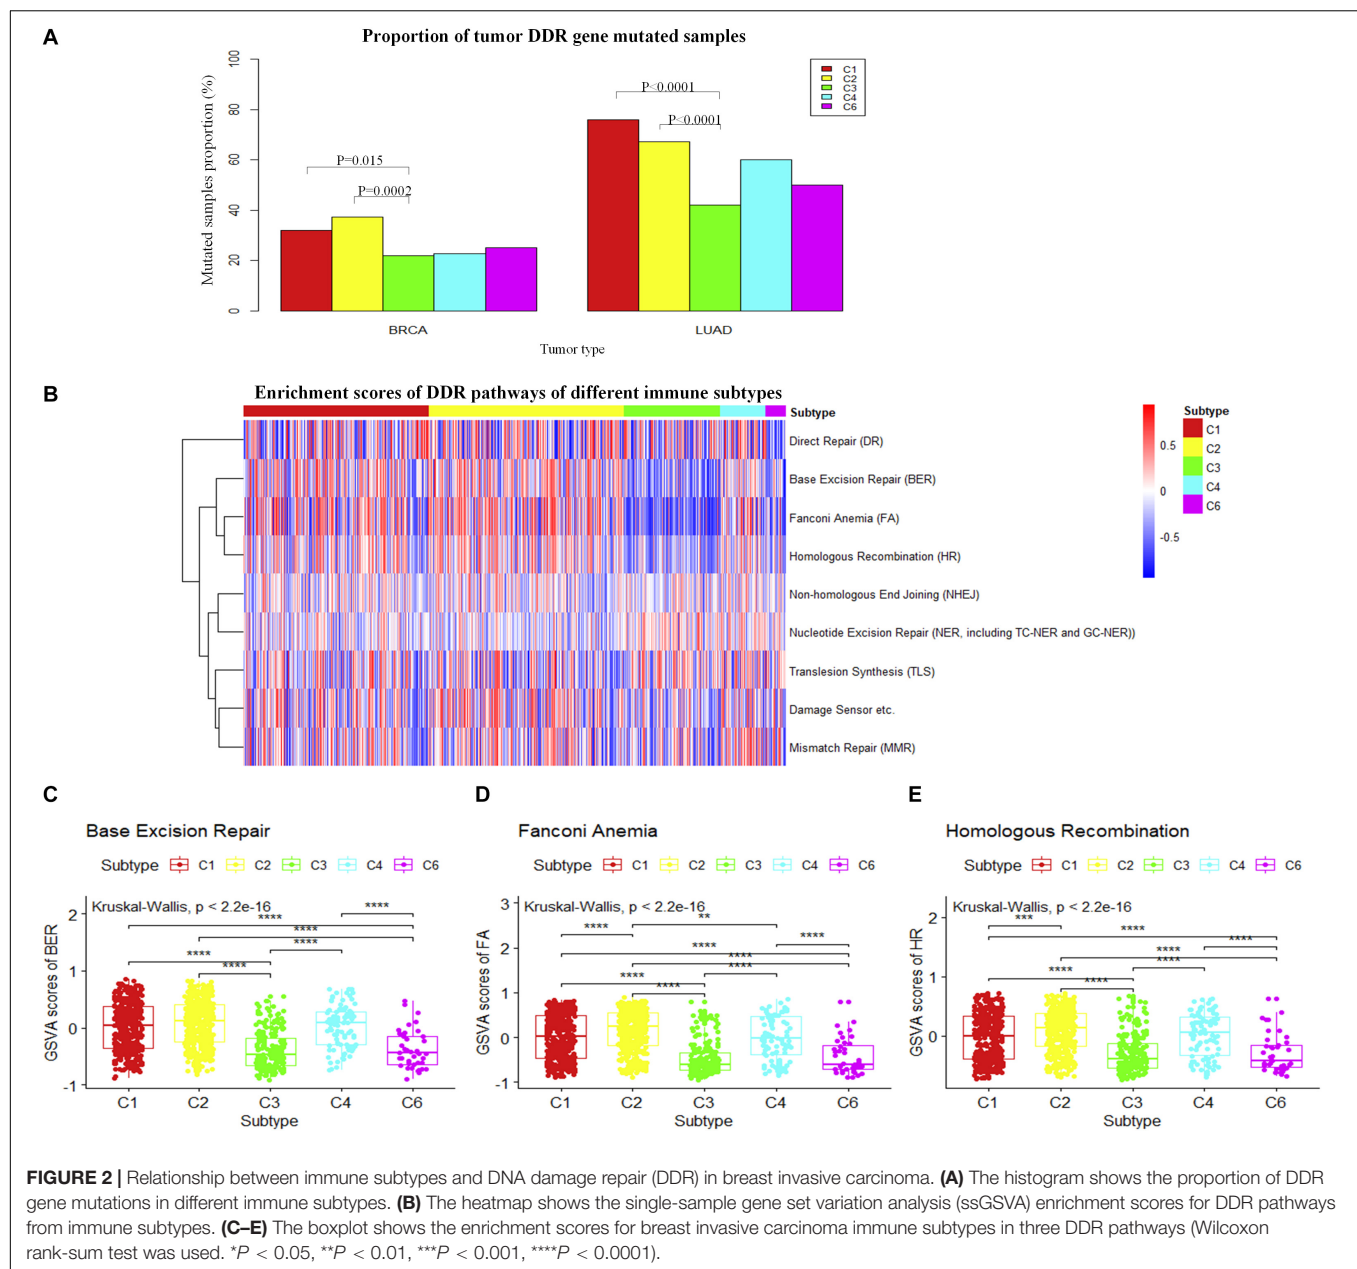 A
Proportion of tumor DDR gene mutated samples
Mutated samples proportion (%)
100
80
60
40
20
0
P=0.015
P=0.0002
P<0.0001
P<0.0001
C1
C2
C3
C4
C6
BRCA
LUAD
Tumor type
B
Enrichment scores of DDR pathways of different immune subtypes
Subtype
Direct Repair (DR)
Base Excision Repair (BER)
Fanconi Anemia (FA)
Homologous Recombination (HR)
Non-homologous End Joining (NHEJ)
Nucleotide Excision Repair (NER, including TC-NER and GC-NER))
Translesion Synthesis (TLS)
Damage Sensor etc.
Mismatch Repair (MMR)
0.5
0
-0.5
Subtype
C1
C2
C3
C4
C6
C
Base Excision Repair
Subtype C1 C2 C3 C4 C6
Kruskal-Wallis, p < 2.2e-16
****
****
****
****
****
****
GSVA scores of BER
2
1
0
-1
C1 C2 C3 C4 C6
Subtype
D
Fanconi Anemia
Subtype C1 C2 C3 C4 C6
Kruskal-Wallis, p < 2.2e-16
**
****
****
****
****
****
****
****
GSVA scores of FA
3
2
1
0
-1
C1 C2 C3 C4 C6
Subtype
E
Homologous Recombination
Subtype C1 C2 C3 C4 C6
Kruskal-Wallis, p < 2.2e-16
***
****
****
****
****
****
****
GSVA scores of HR
2
1
0
C1 C2 C3 C4 C6
Subtype
FIGURE 2 | Relationship between immune subtypes and DNA damage repair (DDR) in breast invasive carcinoma. (A) The histogram shows the proportion of DDR
gene mutations in different immune subtypes. (B) The heatmap shows the single-sample gene set variation analysis (ssGSVA) enrichment scores for DDR pathways
from immune subtypes. (C–E) The boxplot shows the enrichment scores for breast invasive carcinoma immune subtypes in three DDR pathways (Wilcoxon
rank-sum test was used. *P < 0.05, **P < 0.01, ***P < 0.001, ****P < 0.0001).